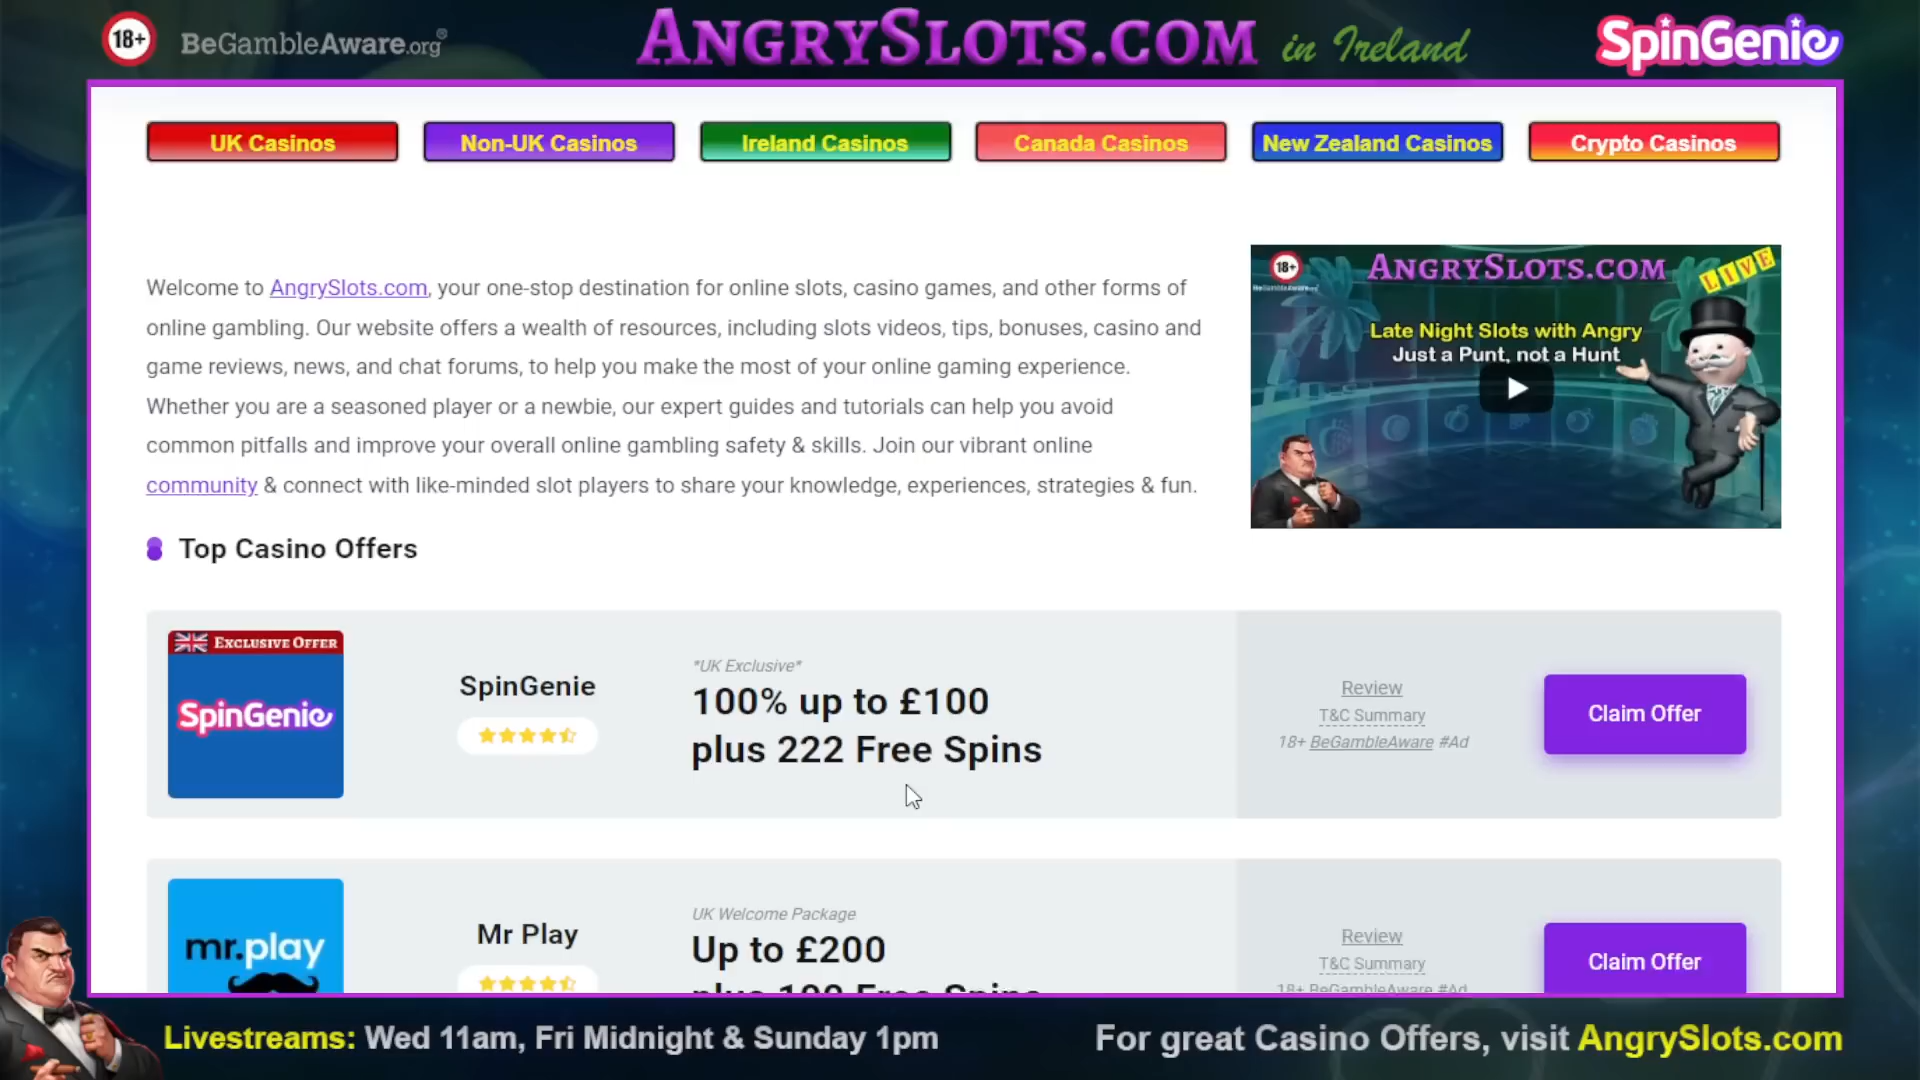 18+ BeGambleAware.org® AngrySlots.com in Ireland SpinGenie
UK Casinos Non-UK Casinos Ireland Casinos Canada Casinos New Zealand Casinos Crypto Casinos
Welcome to AngrySlots.com, your one-stop destination for online slots, casino games, and other forms of
online gambling. Our website offers a wealth of resources, including slots videos, tips, bonuses, casino and
game reviews, news, and chat forums, to help you make the most of your online gaming experience.
Whether you are a seasoned player or a newbie, our expert guides and tutorials can help you avoid
common pitfalls and improve your overall online gambling safety & skills. Join our vibrant online
community & connect with like-minded slot players to share your knowledge, experiences, strategies & fun.
18+ AngrySlots.com LIVE
Late Night Slots with Angry
Just a Punt, not a Hunt
Top Casino Offers
Exclusive Offer
SpinGenie
SpinGenie
*UK Exclusive*
100% up to £100
plus 222 Free Spins
Review
T&C Summary
18+ BeGambleAware #Ad
Claim Offer
mr.play
Mr Play
UK Welcome Package
Up to £200
plus 100 Free Spins
Review
T&C Summary
18+ BeGambleAware #Ad
Claim Offer
Livestreams: Wed 11am, Fri Midnight & Sunday 1pm
For great Casino Offers, visit AngrySlots.com